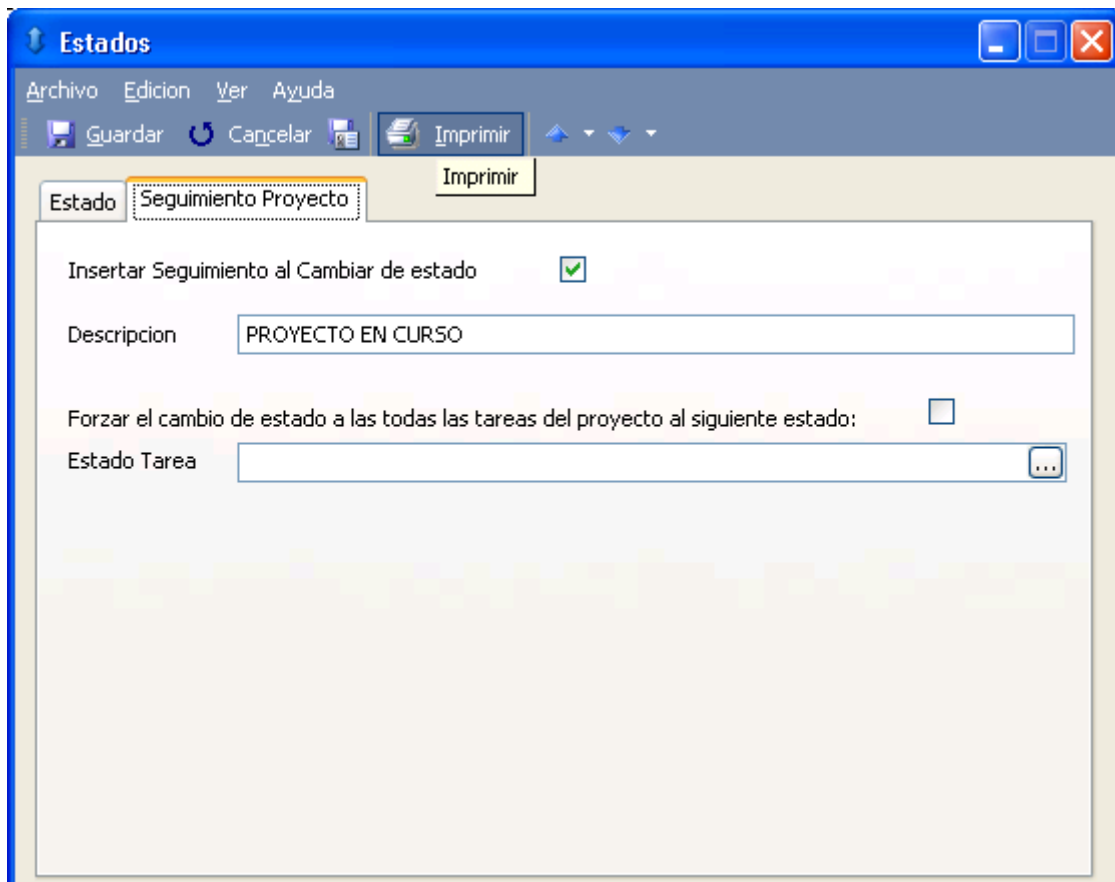 Estados
Archivo Edicion Ver Ayuda
Guardar Cancelar Imprimir
Imprimir
Estado Seguimiento Proyecto
Insertar Seguimiento al Cambiar de estado
Descripcion PROYECTO EN CURSO
Forzar el cambio de estado a las todas las tareas del proyecto al siguiente estado:
Estado Tarea ...